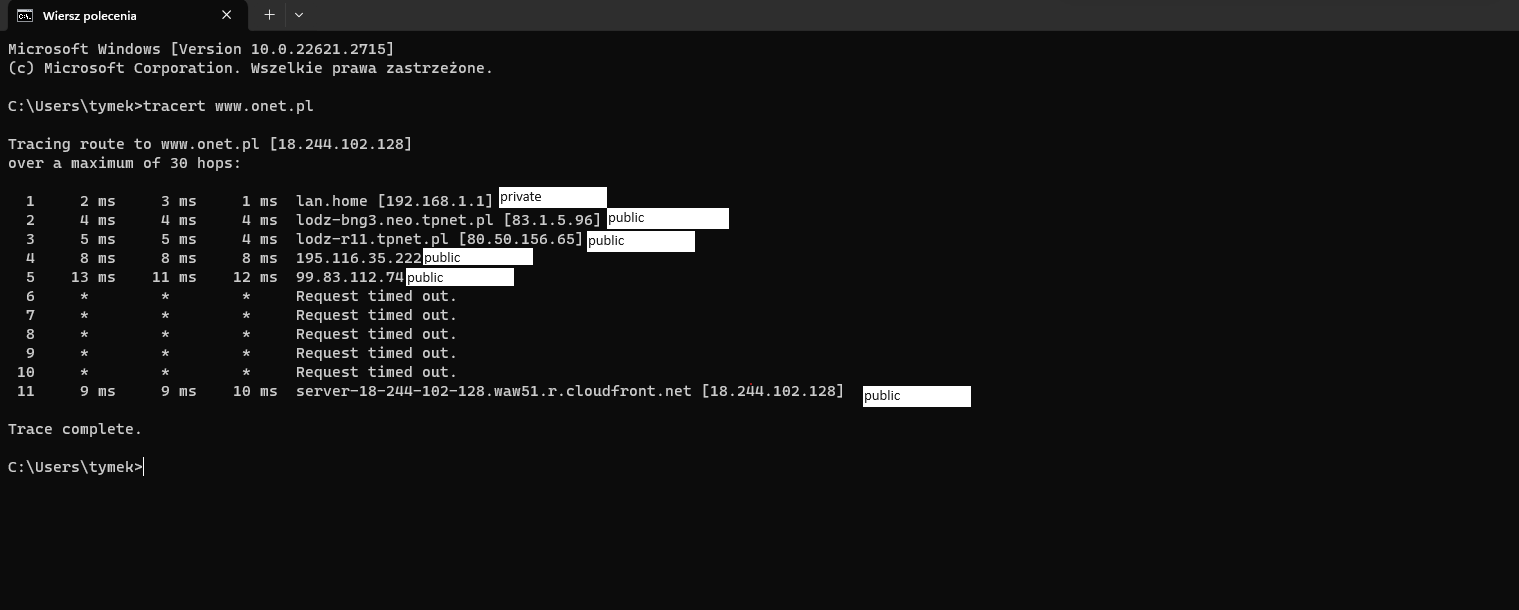 Wiersz polecenia
Microsoft Windows [Version 10.0.22621.2715]
(c) Microsoft Corporation. Wszelkie prawa zastrzeżone.
C:\Users\tymek>tracert www.onet.pl
Tracing route to www.onet.pl [18.244.102.128]
over a maximum of 30 hops:
1 2 ms 3 ms 1 ms lan.home [192.168.1.1] private
2 4 ms 4 ms 4 ms lodz-bng3.neo.tpnet.pl [83.1.5.96] public
3 5 ms 5 ms 4 ms lodz-r11.tpnet.pl [80.50.156.65] public
4 8 ms 8 ms 8 ms 195.116.35.222 public
5 13 ms 11 ms 12 ms 99.83.112.74 public
6 * * * Request timed out.
7 * * * Request timed out.
8 * * * Request timed out.
9 * * * Request timed out.
10 * * * Request timed out.
11 9 ms 9 ms 10 ms server-18-244-102-128.waw51.r.cloudfront.net [18.244.102.128] public
Trace complete.
C:\Users\tymek>